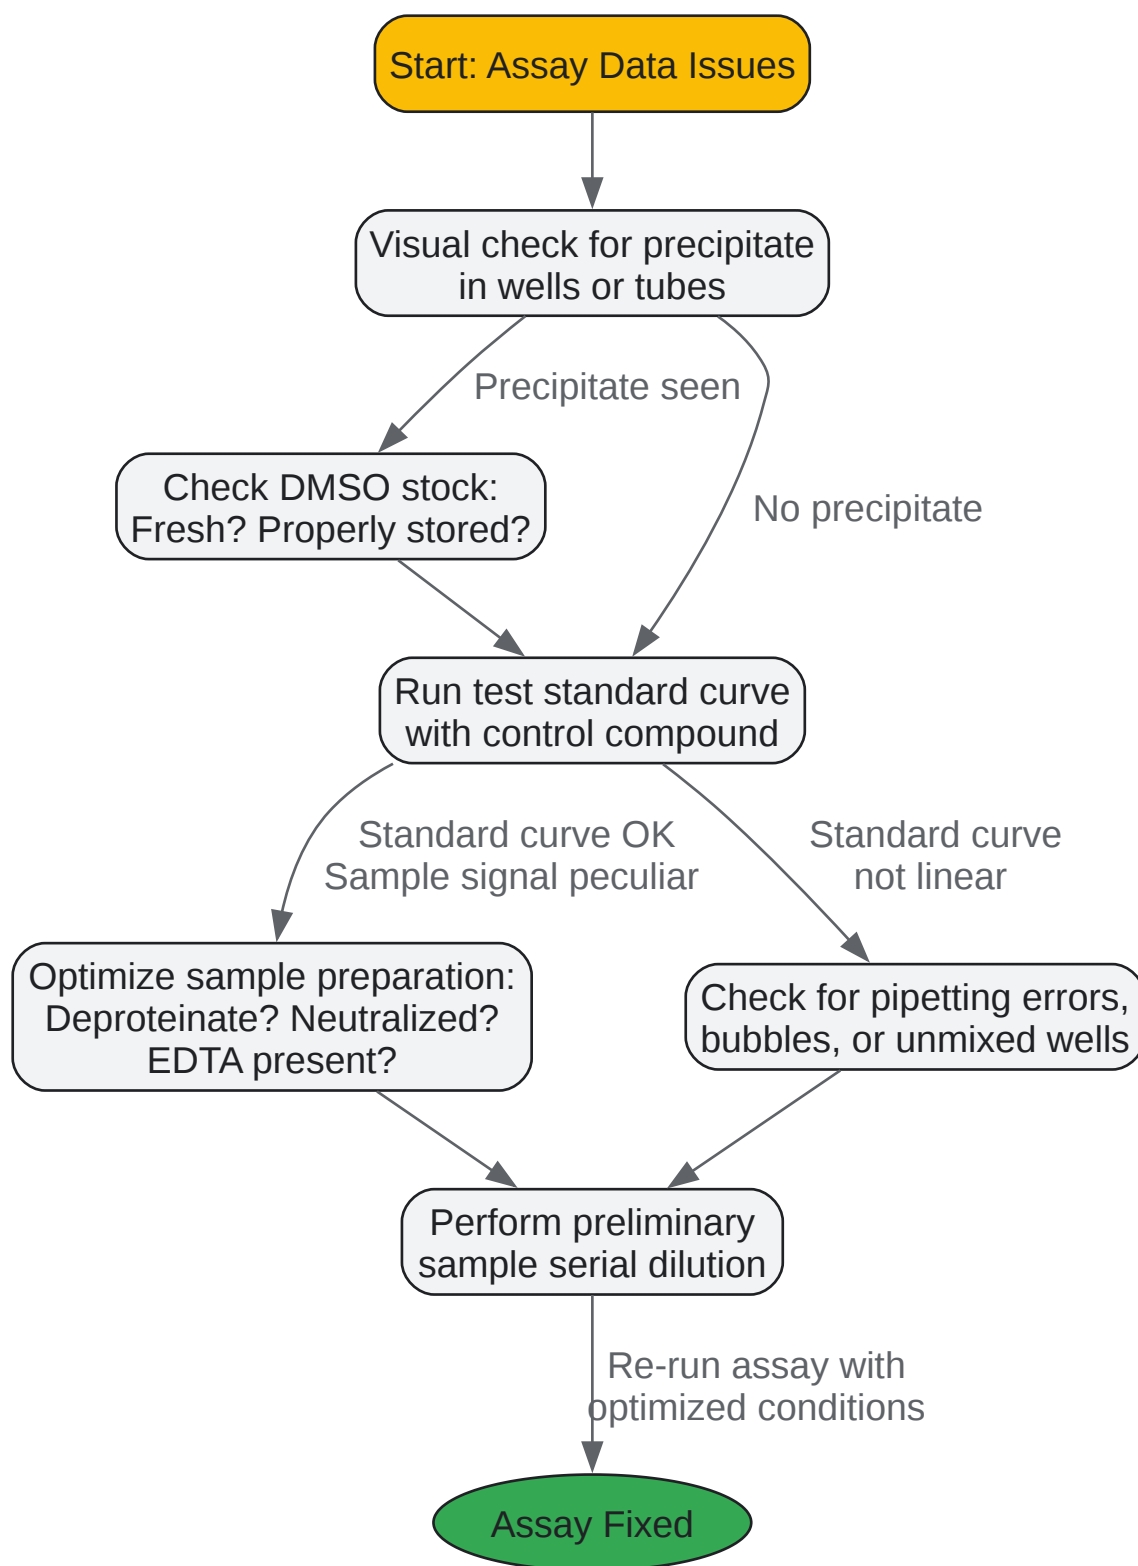 Start: Assay Data Issues
Visual check for precipitate
in wells or tubes
Precipitate seen
Check DMSO stock:
Fresh? Properly stored?
No precipitate
Run test standard curve
with control compound
Standard curve OK
Sample signal peculiar
Standard curve
not linear
Optimize sample preparation:
Deproteinate? Neutralized?
EDTA present?
Check for pipetting errors,
bubbles, or unmixed wells
Perform preliminary
sample serial dilution
Re-run assay with
optimized conditions
Assay Fixed